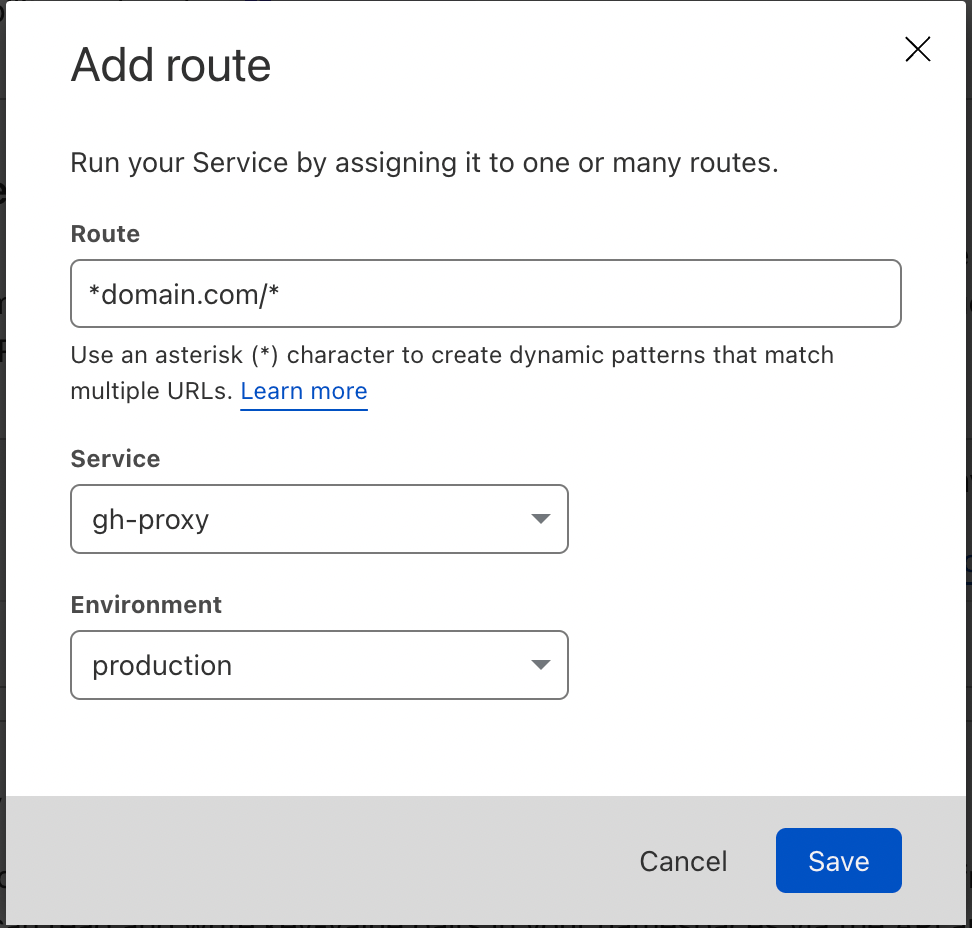 Add route
Run your Service by assigning it to one or many routes.
Route
*domain.com/*
Use an asterisk (*) character to create dynamic patterns that match
multiple URLs. Learn more
Service
gh-proxy
Environment
production
Cancel
Save